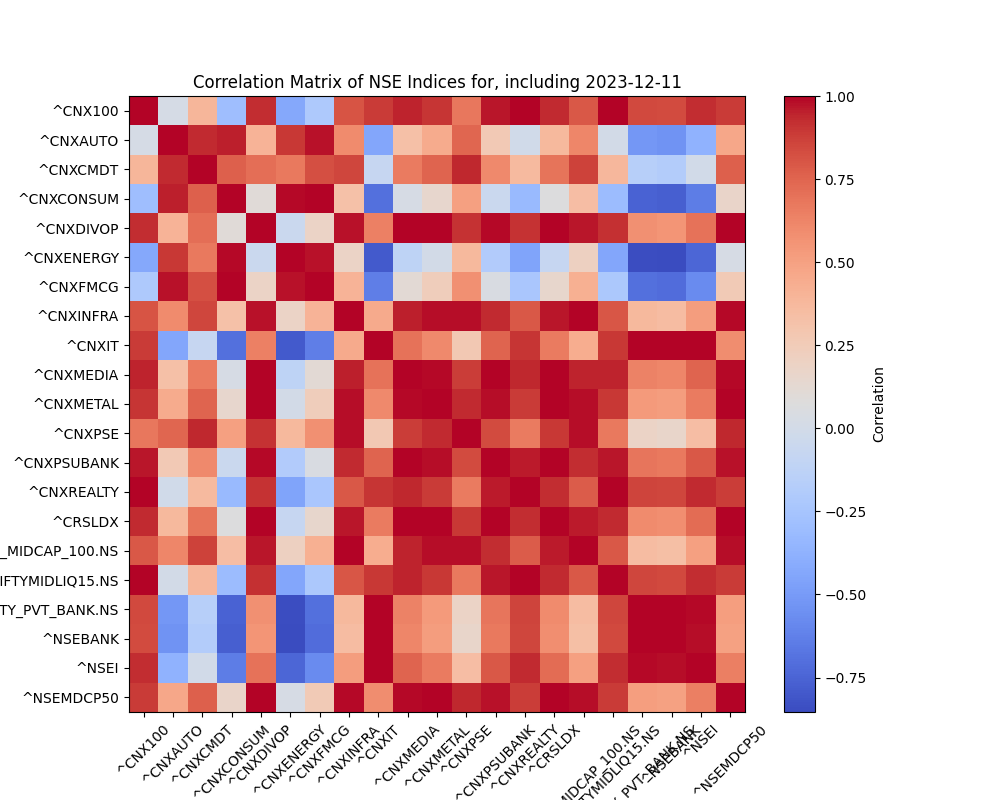 Correlation Matrix of NSE Indices for, including 2023-12-11
^CNX100
^CNXAUTO
^CNXCMDT
^CNXCONSUM
^CNXDIVOP
^CNXENERGY
^CNXFMCG
^CNXINFRA
^CNXIT
^CNXMEDIA
^CNXMETAL
^CNXPSE
^CNXPSUBANK
^CNXREALTY
^CRSLDX
_MIDCAP_100.NS
IFTYMIDLIQ15.NS
TY_PVT_BANK.NS
^NSEBANK
^NSEI
^NSEMDCP50
^CNX100
^CNXAUTO
^CNXCMDT
^CNXCONSUM
^CNXDIVOP
^CNXENERGY
^CNXFMCG
^CNXINFRA
^CNXIT
^CNXMEDIA
^CNXMETAL
^CNXPSE
^CNXPSUBANK
^CNXREALTY
^CRSLDX
MIDCAP_100.NS
TYMIDLIQ15.NS
_PVT_BANK.NS
^NSEBANK
^NSEI
^NSEMDCP50
1.00
0.75
0.50
0.25
0.00
−0.25
−0.50
−0.75
Correlation